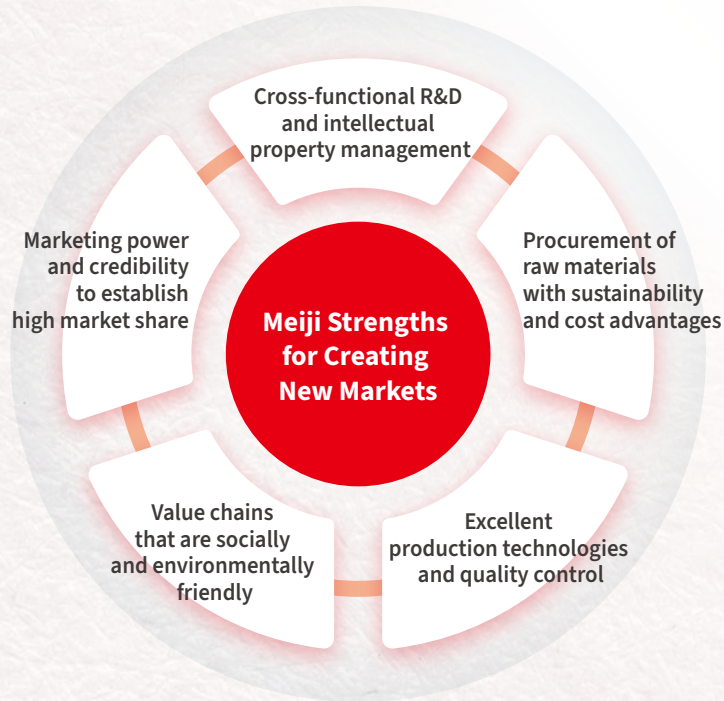 Cross-functional R&D
and intellectual
property management
Marketing power
and credibility
to establish
high market share
Procurement of
raw materials
with sustainability
and cost advantages
Meiji Strengths
for Creating
New Markets
Value chains
that are socially
and environmentally
friendly
Excellent
production technologies
and quality control